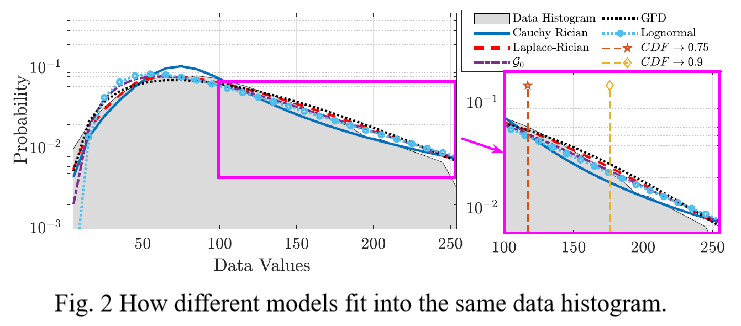 Data Histogram
Cauchy Rician
Laplace-Rician
𝒢₀
GΓD
Lognormal
CDF → 0.75
CDF → 0.9
Probability
10⁻¹
10⁻²
10⁻³
50
100
150
200
250
Data Values
10⁻¹
10⁻²
100
150
200
250
Fig. 2 How different models fit into the same data histogram.